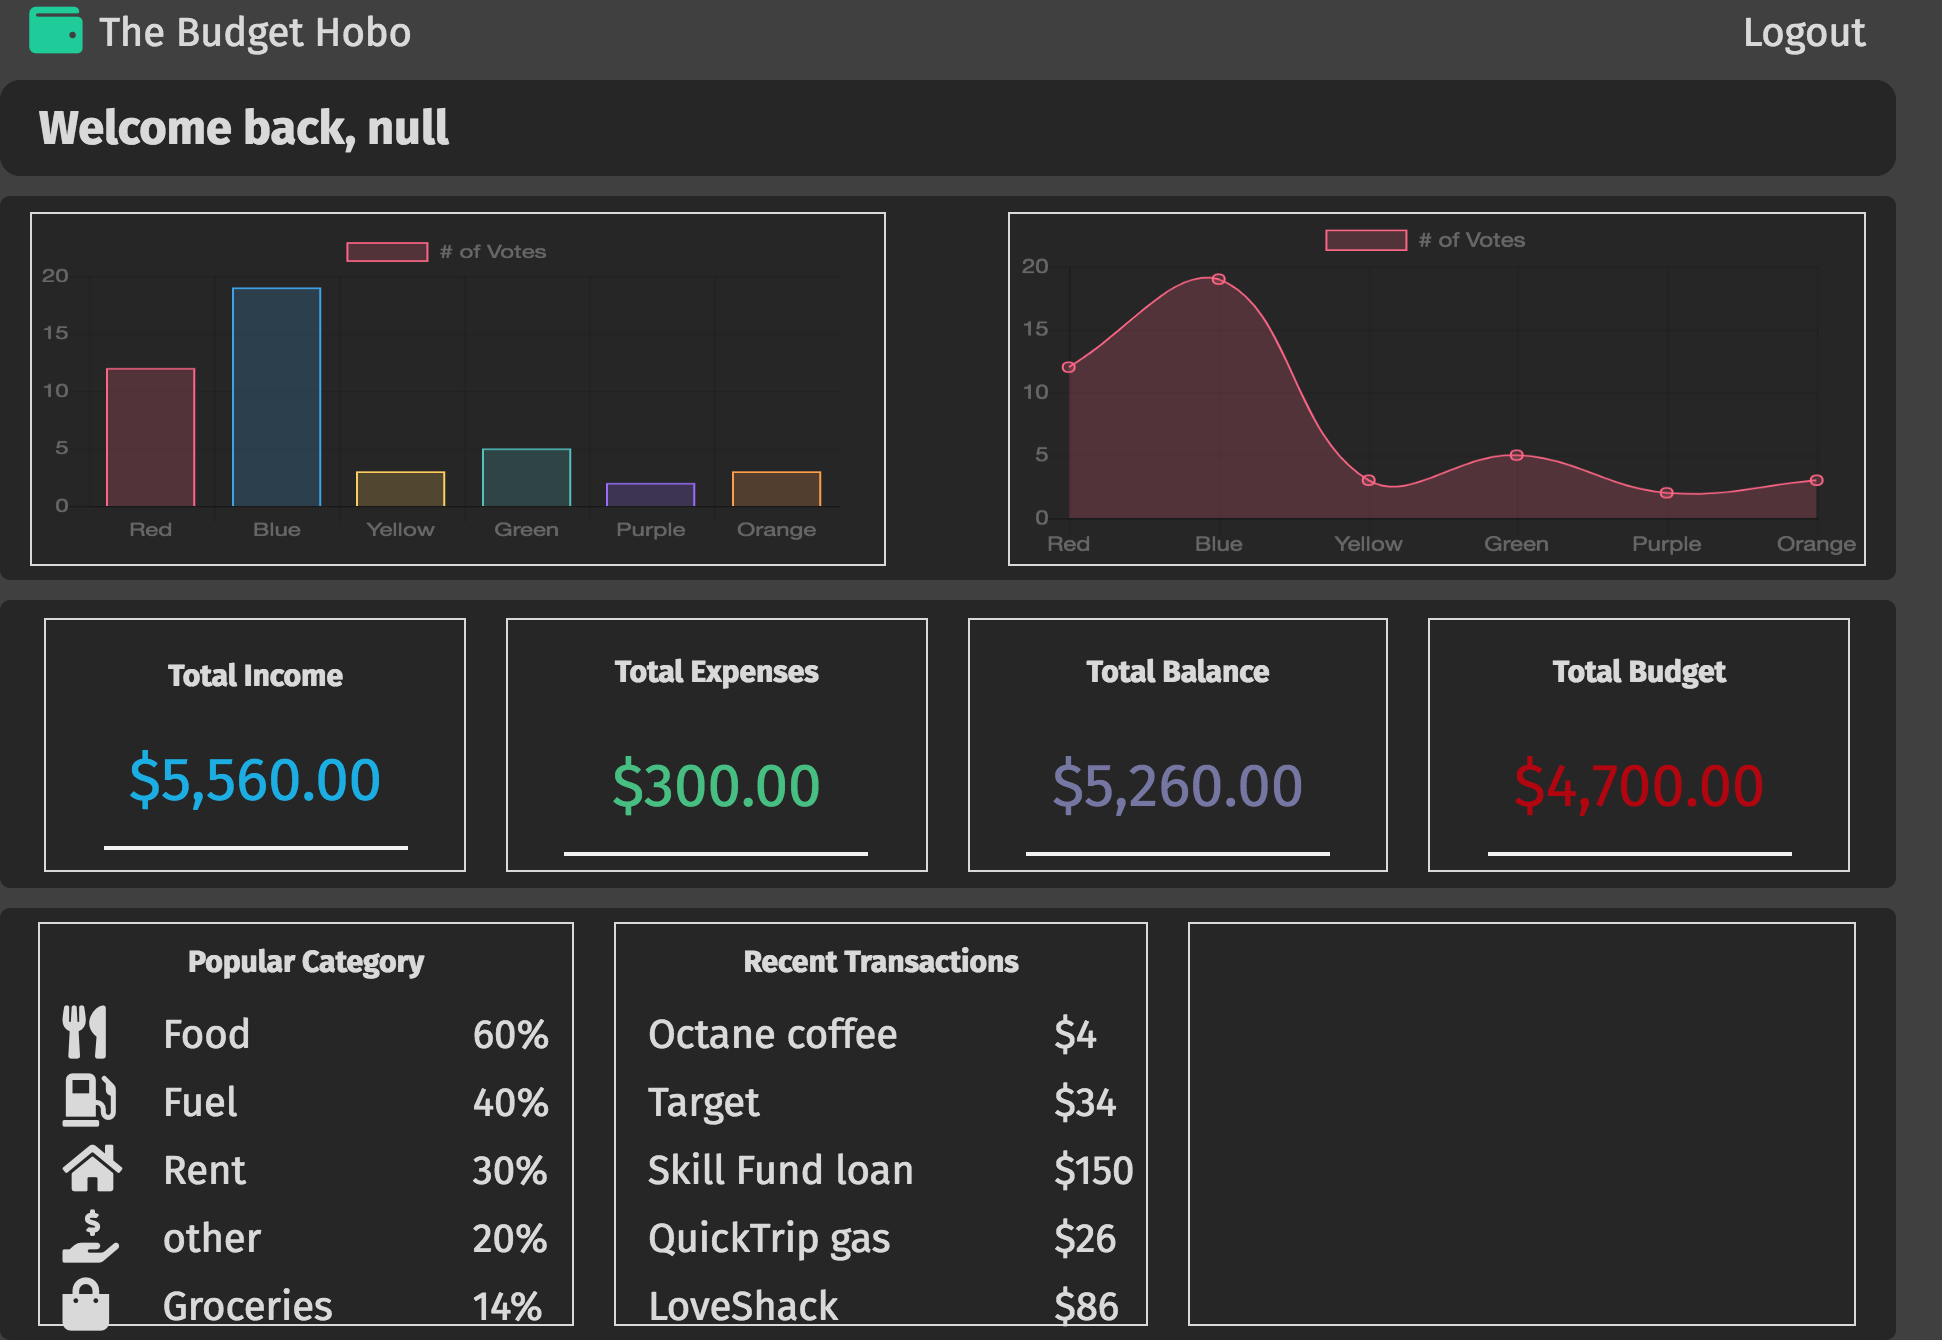 The Budget Hobo
Logout
Welcome back, null
# of Votes
20
15
10
5
0
Red Blue Yellow Green Purple Orange
# of Votes
20
15
10
5
0
Red Blue Yellow Green Purple Orange
Total Income
$5,560.00
Total Expenses
$300.00
Total Balance
$5,260.00
Total Budget
$4,700.00
Popular Category
Food 60%
Fuel 40%
Rent 30%
other 20%
Groceries 14%
Recent Transactions
Octane coffee $4
Target $34
Skill Fund loan $150
QuickTrip gas $26
LoveShack $86